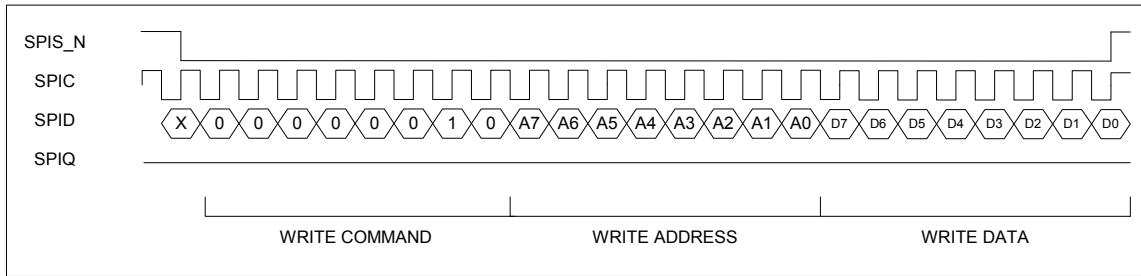 SPIS_N
SPIC
SPID X 0 0 0 0 0 0 1 0 A7 A6 A5 A4 A3 A2 A1 A0 D7 D6 D5 D4 D3 D2 D1 D0
SPIQ
WRITE COMMAND WRITE ADDRESS WRITE DATA